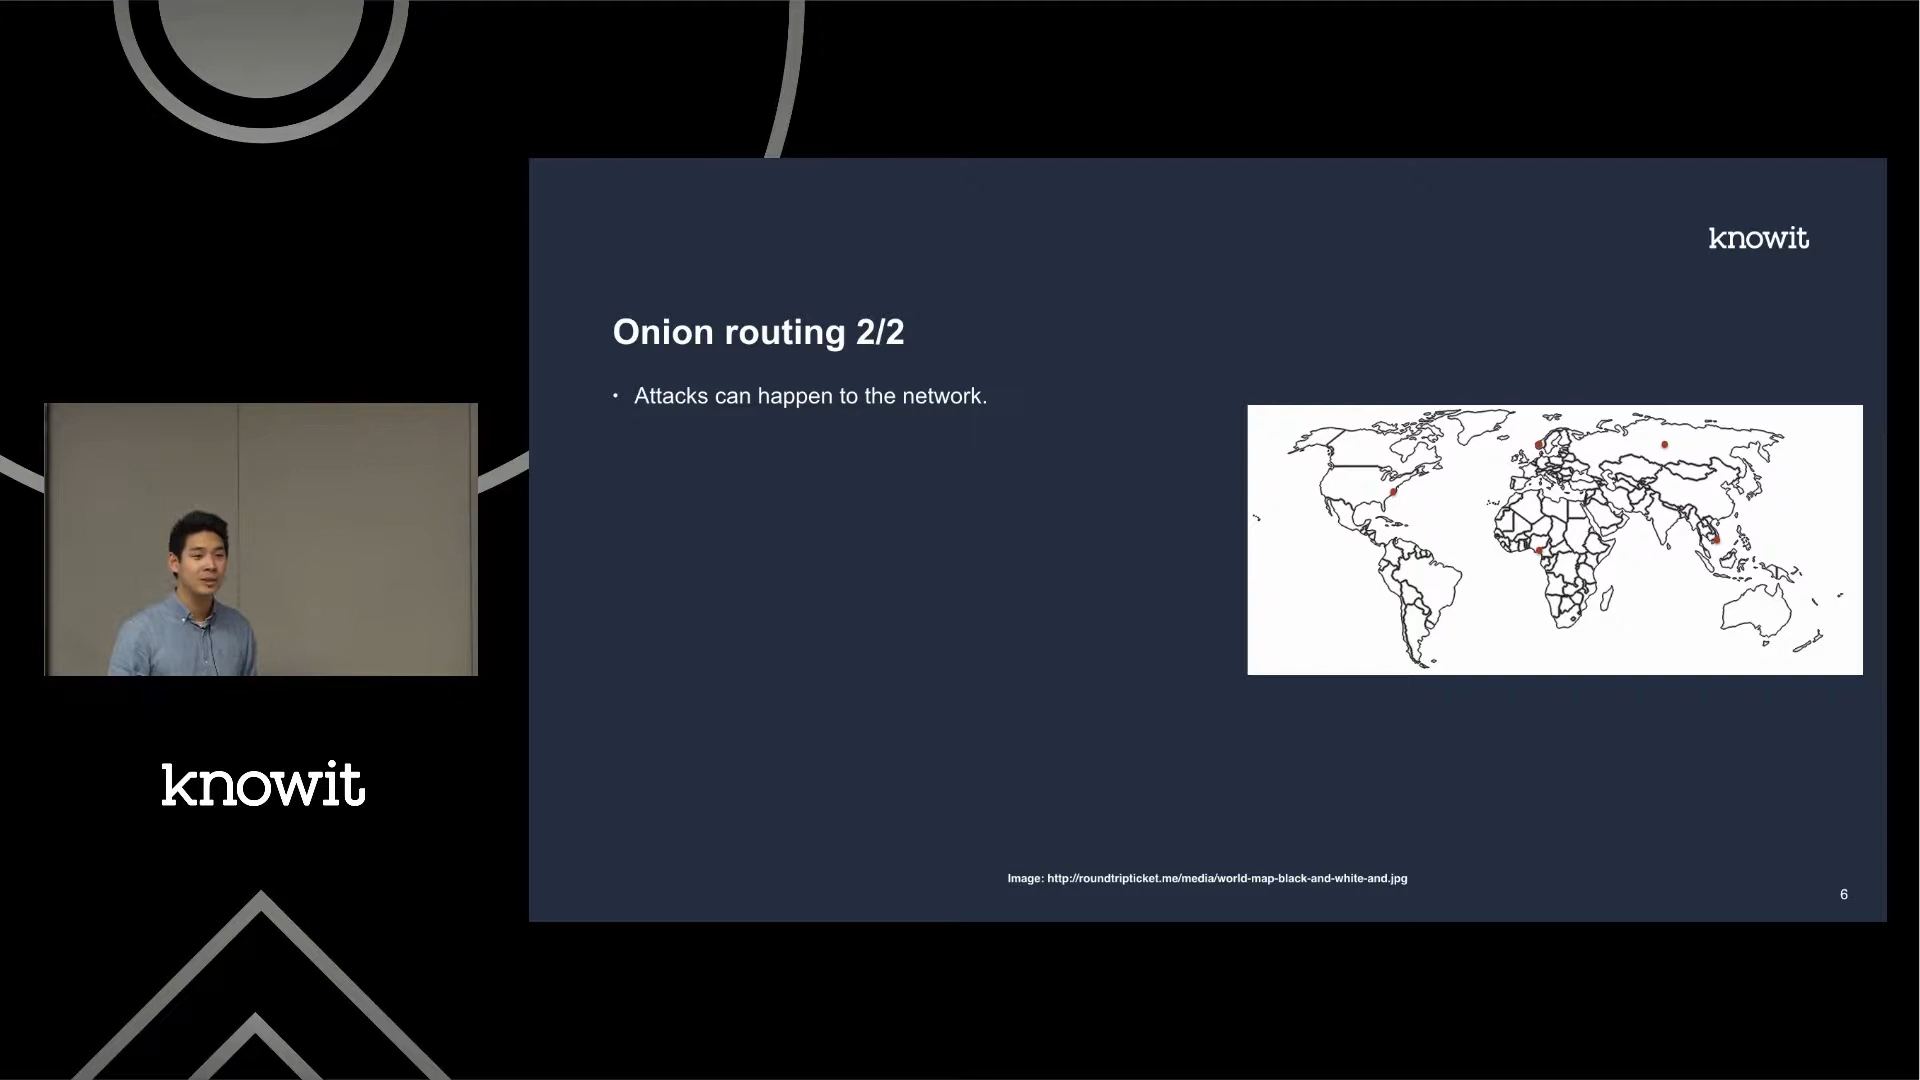 knowit
Onion routing 2/2
• Attacks can happen to the network.
knowit
Image: http://roundtripticket.me/media/world-map-black-and-white-and.jpg
6